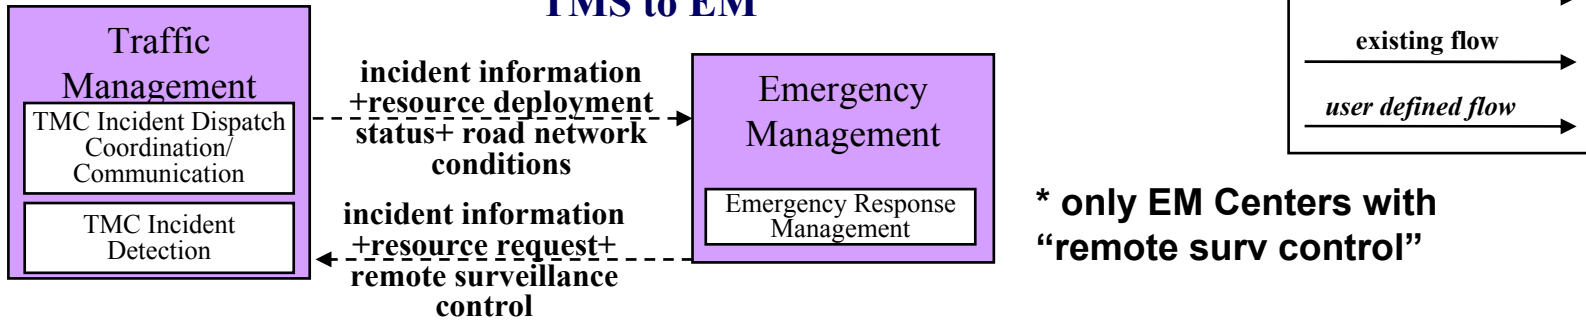 TMS to EM
Traffic
Management
TMC Incident Dispatch
Coordination/
Communication
TMC Incident
Detection
incident information
+resource deployment
status+ road network
conditions
incident information
+resource request+
remote surveillance
control
Emergency
Management
Emergency Response
Management
existing flow
user defined flow
* only EM Centers with
“remote surv control”